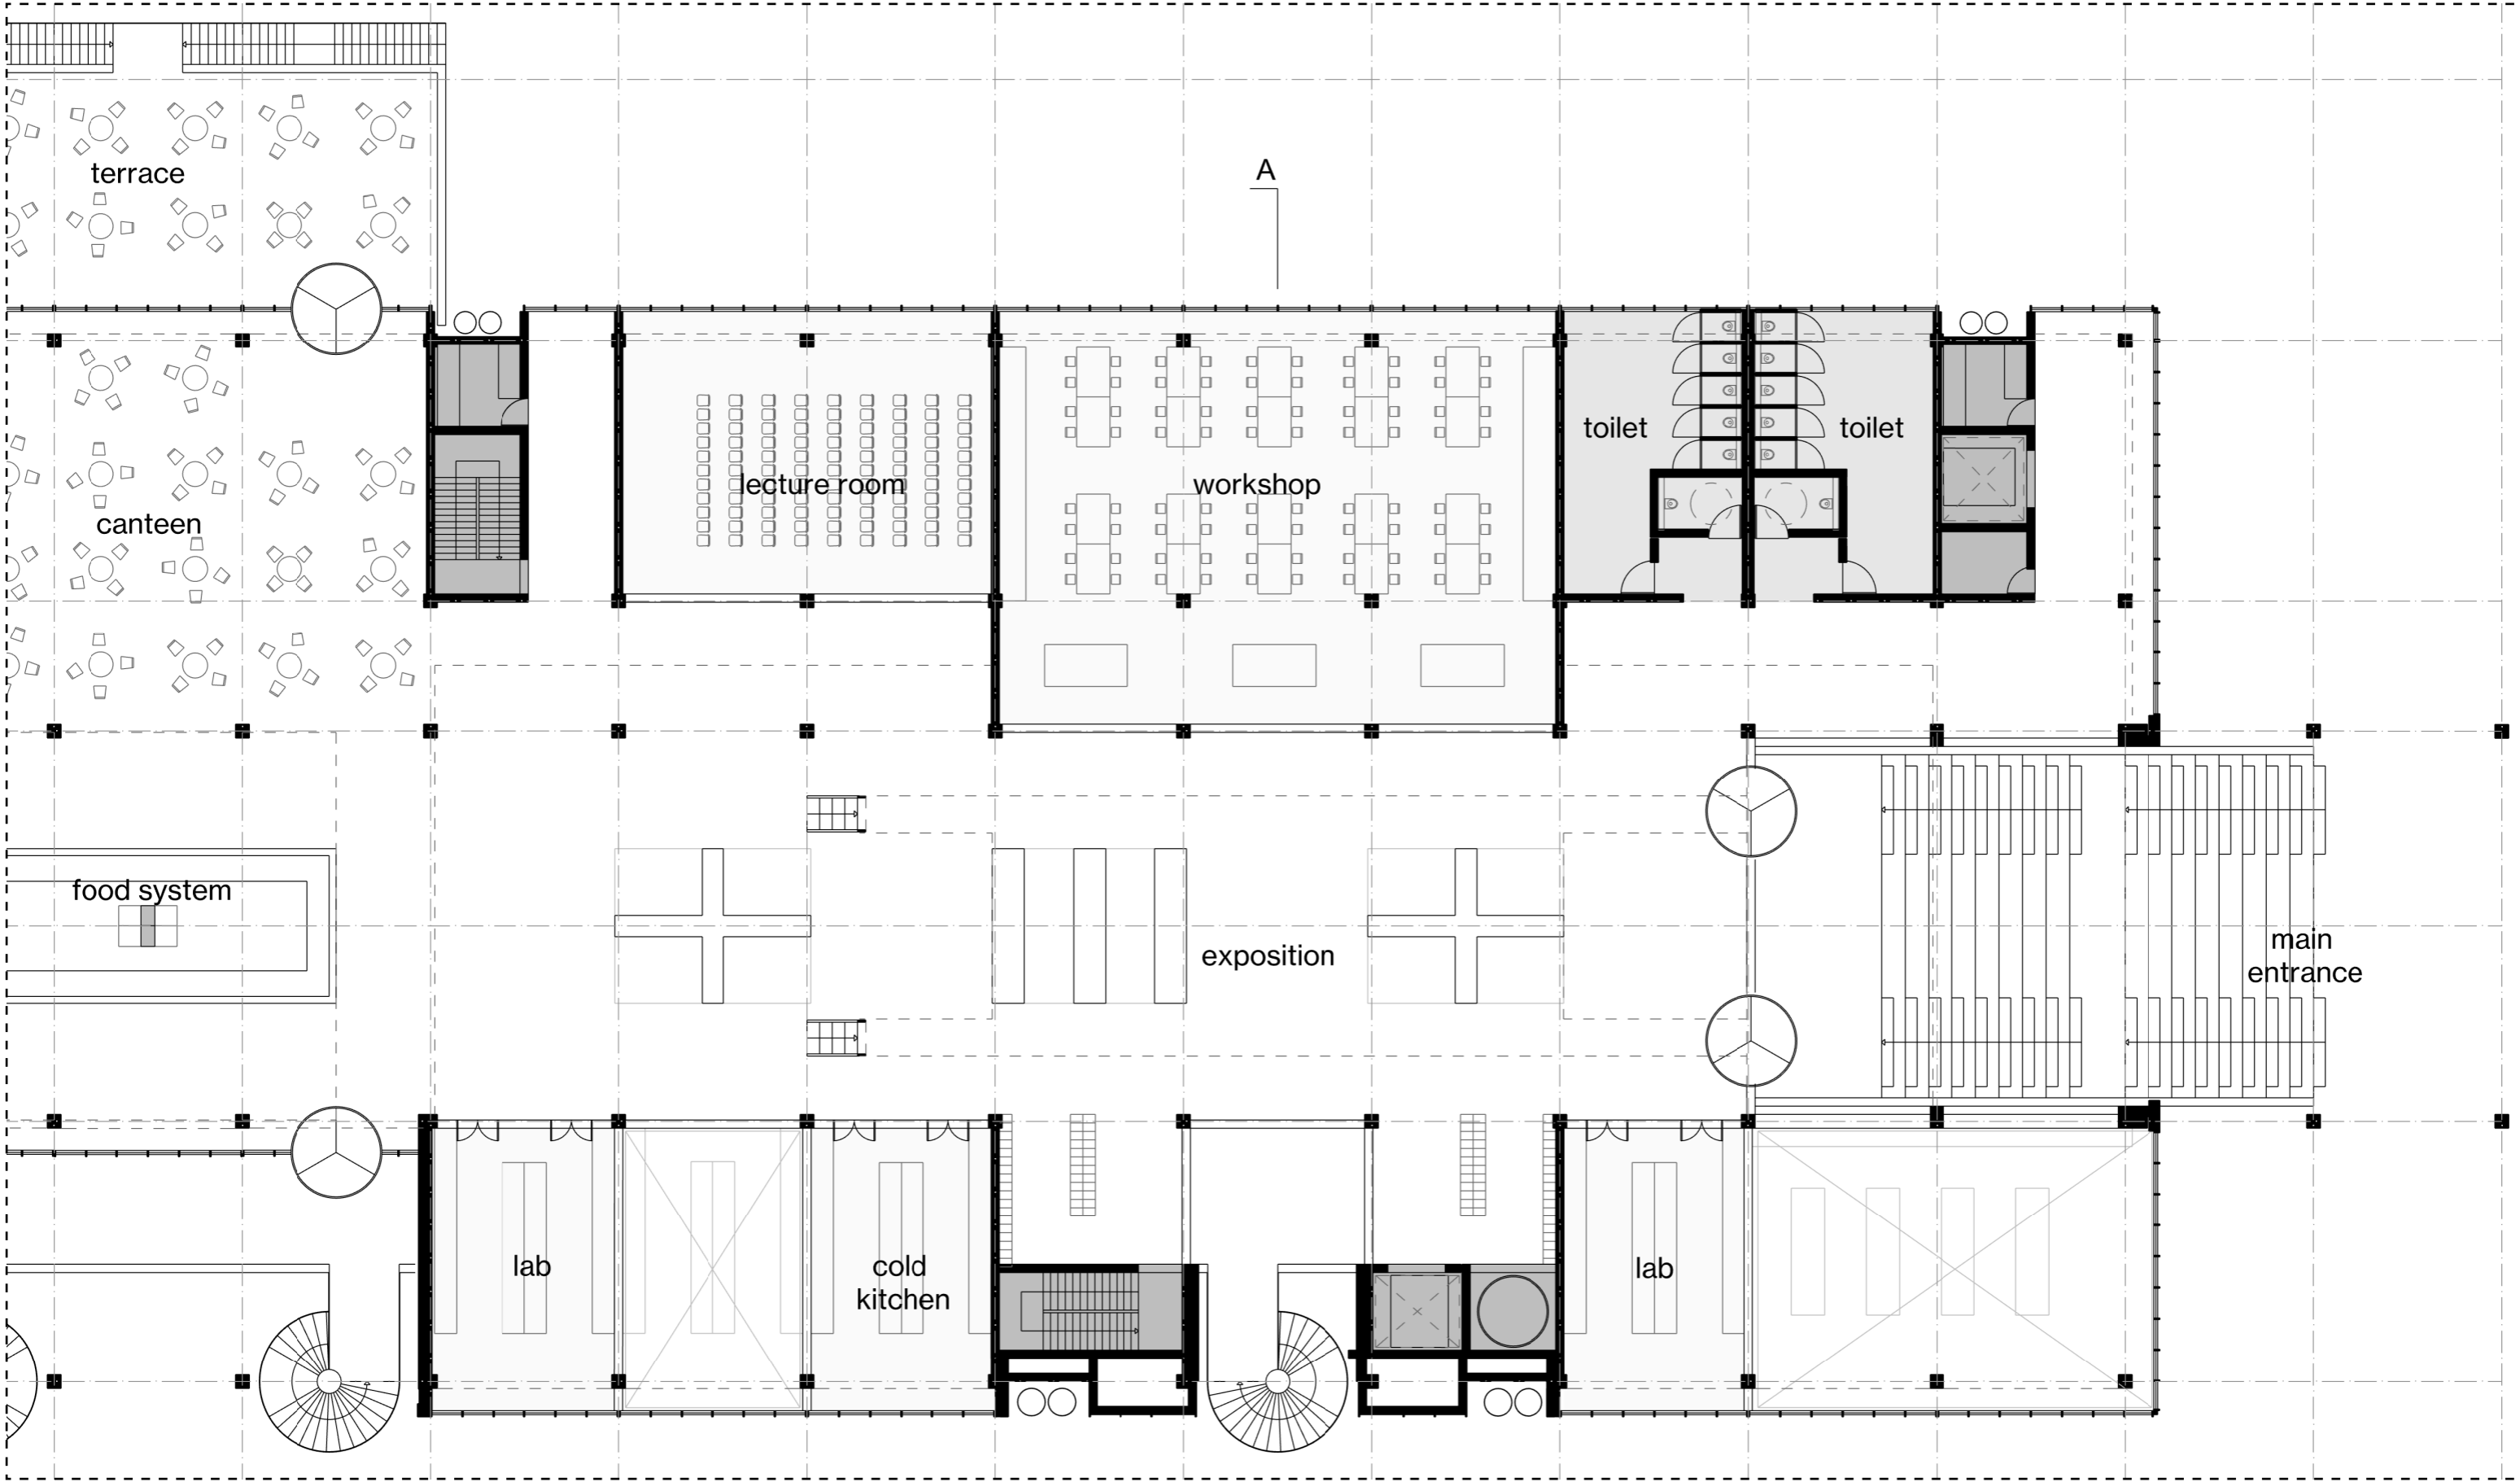 A
terrace
toilet
toilet
lecture room
workshop
canteen
food system
exposition
main
entrance
lab
cold
kitchen
lab